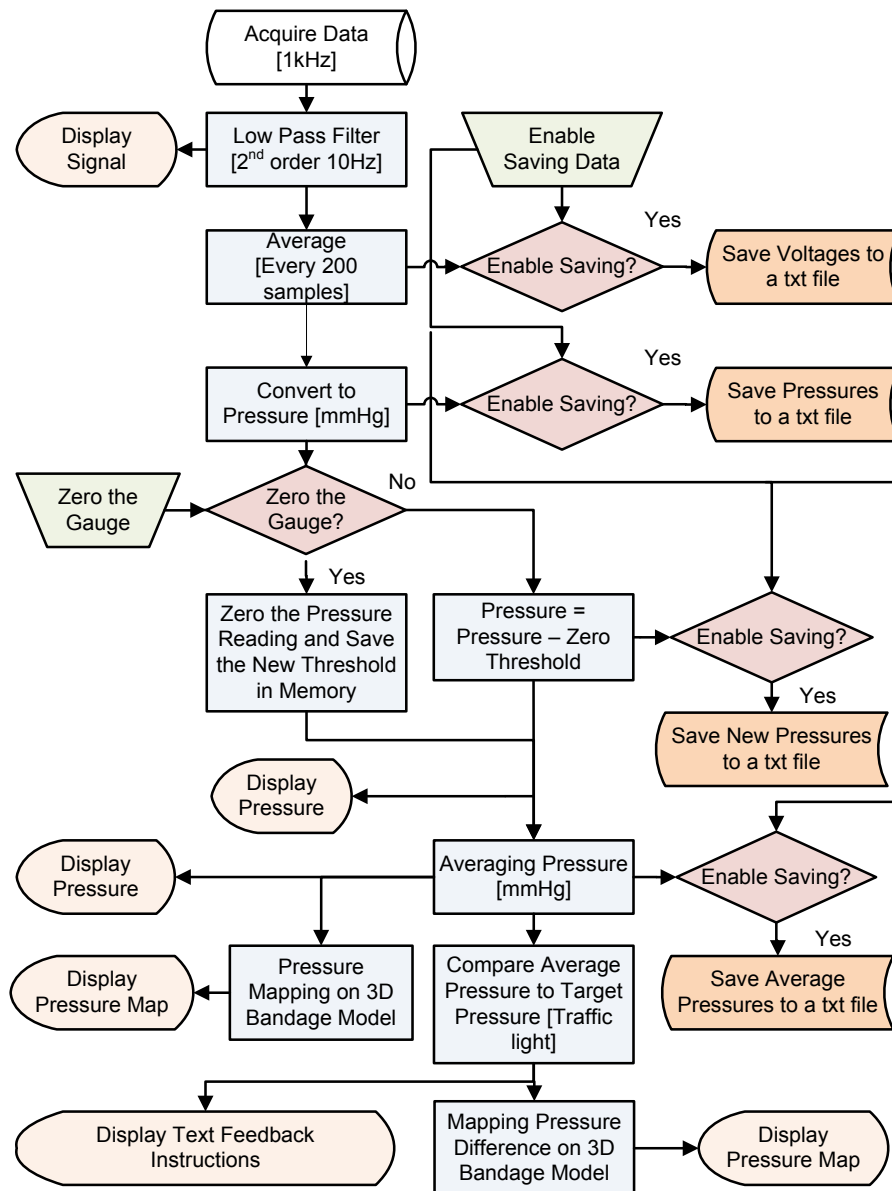 Acquire Data
[1kHz]
Display
Signal
Low Pass Filter
[2nd order 10Hz]
Enable
Saving Data
Average
[Every 200
samples]
Enable Saving?
Yes
Save Voltages to
a txt file
Convert to
Pressure [mmHg]
Enable Saving?
Yes
Save Pressures
to a txt file
Zero the
Gauge
Zero the
Gauge?
No
Yes
Zero the Pressure
Reading and Save
the New Threshold
in Memory
Pressure =
Pressure – Zero
Threshold
Enable Saving?
Yes
Save New Pressures
to a txt file
Display
Pressure
Display
Pressure
Averaging Pressure
[mmHg]
Enable Saving?
Yes
Save Average
Pressures to a txt file
Display
Pressure Map
Pressure
Mapping on 3D
Bandage Model
Compare Average
Pressure to Target
Pressure [Traffic
light]
Display Text Feedback
Instructions
Mapping Pressure
Difference on 3D
Bandage Model
Display
Pressure Map